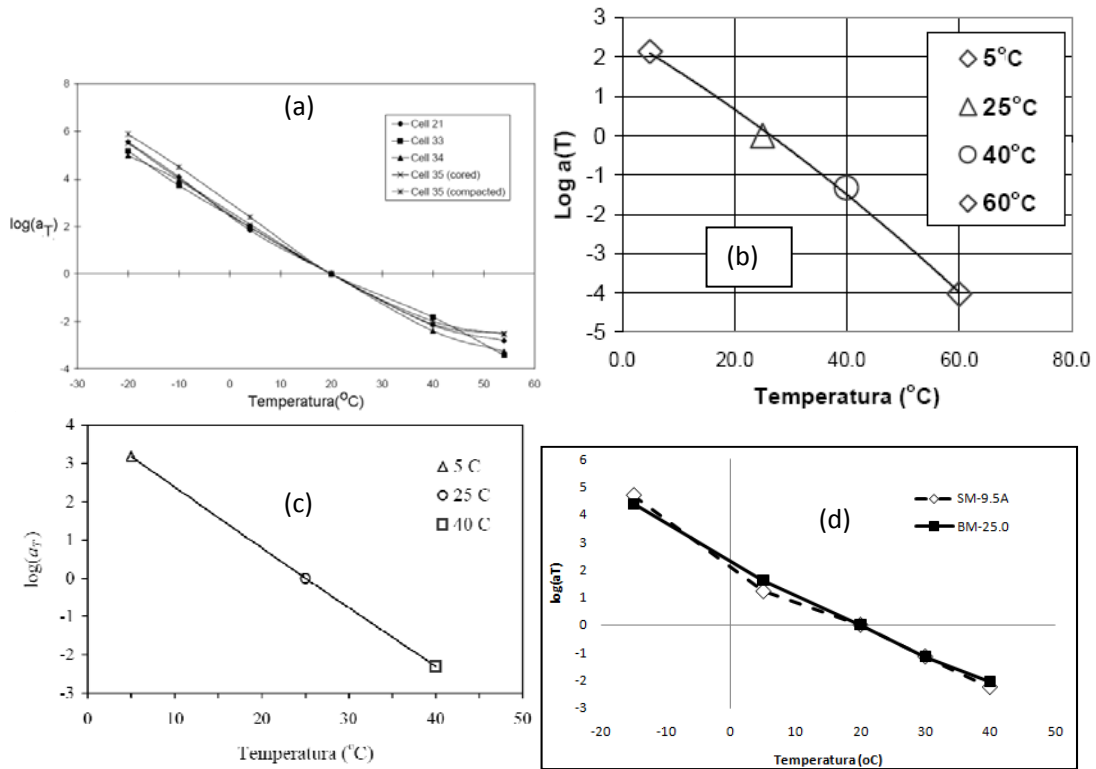 8
6
4
2
0
-2
-4
log(aT)
(a)
Cell 21
Cell 33
Cell 34
Cell 35 (cored)
Cell 35 (compacted)
-30 -20 -10 0 10 20 30 40 50 60
Temperatura(°C)
3
2
1
0
-1
-2
-3
-4
-5
Log a(T)
5°C
25°C
40°C
60°C
(b)
0.0 20.0 40.0 60.0 80.0
Temperatura (°C)
4
3
2
1
0
-1
-2
-3
log(aT)
(c)
5 C
25 C
40 C
0 10 20 30 40 50
Temperatura (°C)
6
5
4
3
2
1
0
-1
-2
-3
log(aT)
(d)
SM-9.5A
BM-25.0
-20 -10 0 10 20 30 40 50
Temperatura (oC)